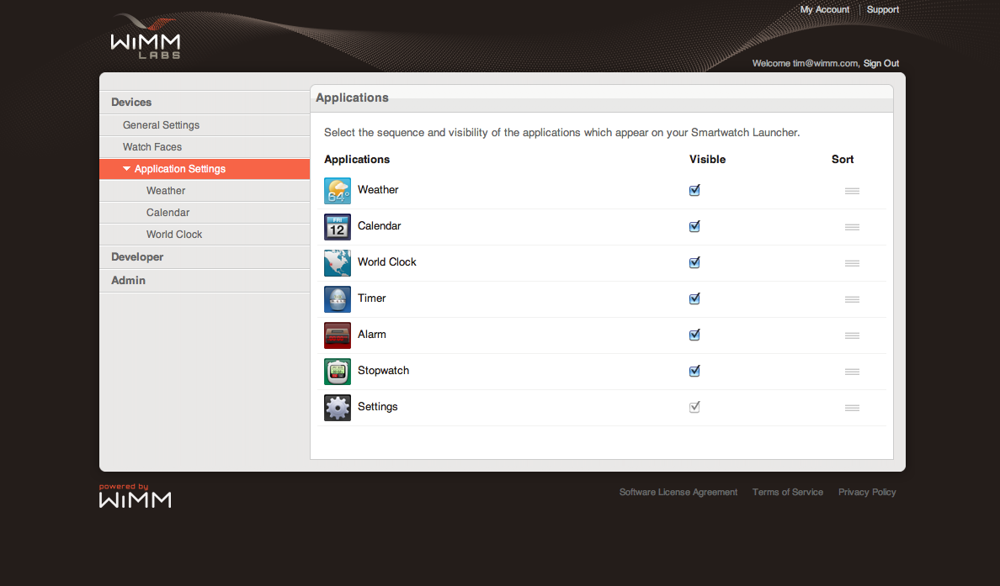 My Account
Support
WiMM
LABS
Welcome tim@wimm.com, Sign Out
Devices
General Settings
Watch Faces
Application Settings
Weather
Calendar
World Clock
Developer
Admin
Applications
Select the sequence and visibility of the applications which appear on your Smartwatch Launcher.
Applications Visible Sort
64°
Weather
FRI
12
Calendar
World Clock
Timer
Alarm
Stopwatch
Settings
powered by
WiMM
Software License Agreement Terms of Service Privacy Policy